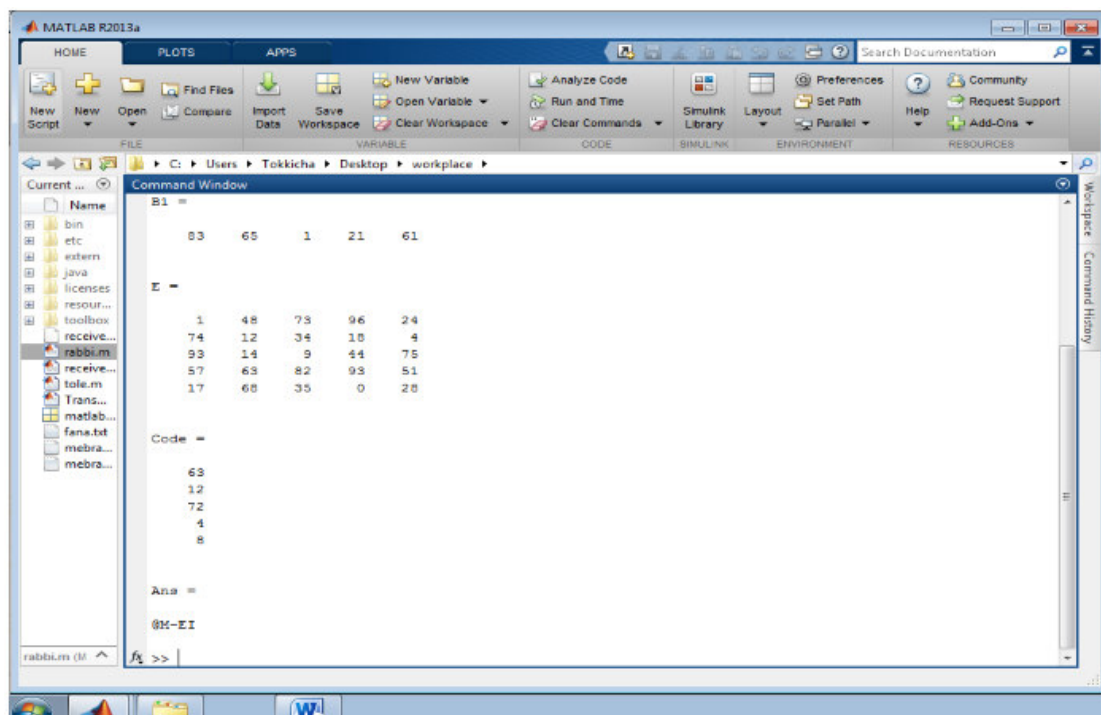 MATLAB R2013a
HOME PLOTS APPS Search Documentation
New Script New Open Find Files Compare Import Data Save Workspace New Variable Open Variable Clear Workspace Analyze Code Run and Time Clear Commands Simulink Library Layout Preferences Set Path Parallel Help Community Request Support Add-Ons
FILE VARIABLE CODE SIMULINK ENVIRONMENT RESOURCES
C: Users Tokkicha Desktop workplace
Current ... Command Window
Name
bin
etc
extern
java
licenses
resour...
toolbox
receive...
rabbi.m
receive...
tole.m
Trans...
matlab...
fana.txt
mebra...
mebra...
rabbi.m (M
B1 =
83 65 1 21 61
E =
1 48 73 96 24
74 12 34 18 4
93 14 9 44 75
57 63 82 93 51
17 68 35 0 28
Code =
63
12
72
4
8
Ans =
@M-EI
fx >>
Workspace
Command History